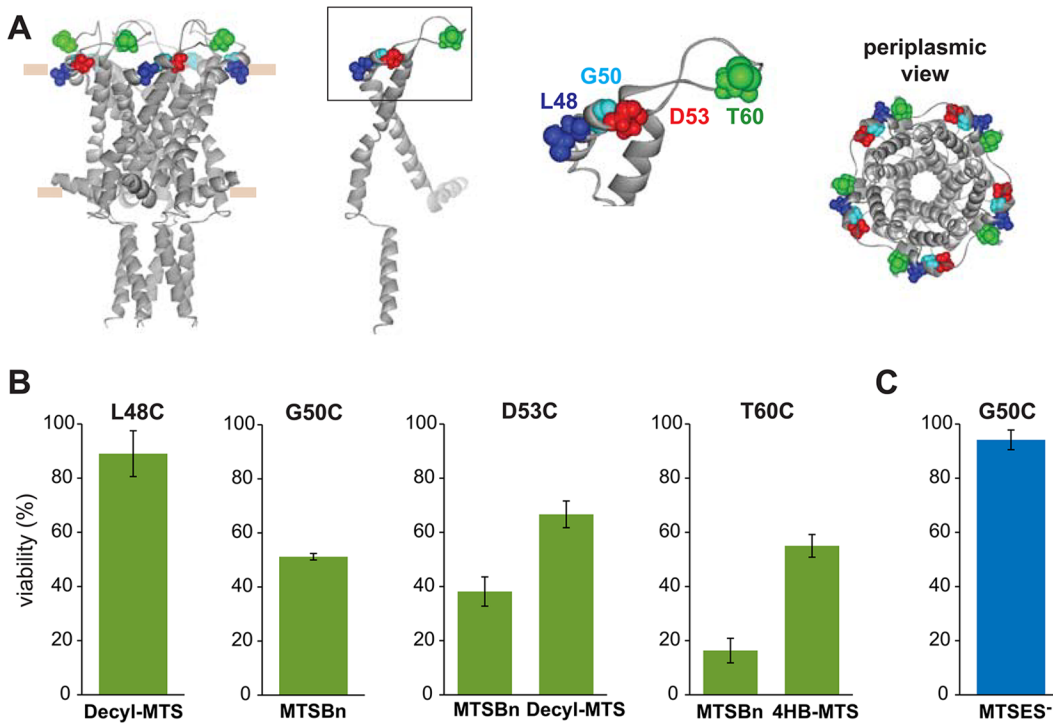 A
G50
L48
D53
T60
periplasmic
view
B
C
L48C
G50C
D53C
T60C
G50C
viability (%)
100
80
60
40
20
0
100
80
60
40
20
0
100
80
60
40
20
0
100
80
60
40
20
0
100
80
60
40
20
0
Decyl-MTS
MTSBn
MTSBn Decyl-MTS
MTSBn 4HB-MTS
MTSES⁻